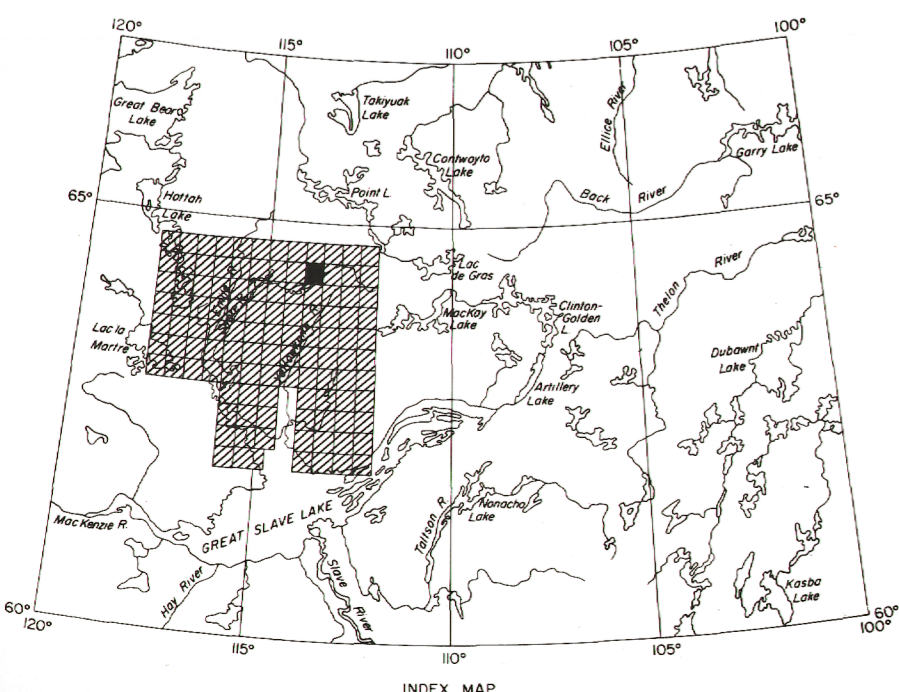 120°
115°
110°
105°
100°
Great Bear
Lake
Takiyuak
Lake
Ellice River
Contwoyto
Lake
Garry Lake
65°
Hottah
Lake
Point L.
Back River
65°
Lac
de Gras
Thelon River
MacKay
Lake
Clinton-
Golden
L.
Lac la
Martre
Dubawnt
Lake
Artillery
Lake
MacKenzie R.
GREAT SLAVE LAKE
Taltson R.
Nonacho
Lake
Hay River
Slave River
Kasba
Lake
60°
120°
115°
110°
105°
60°
100°
INDEX MAP